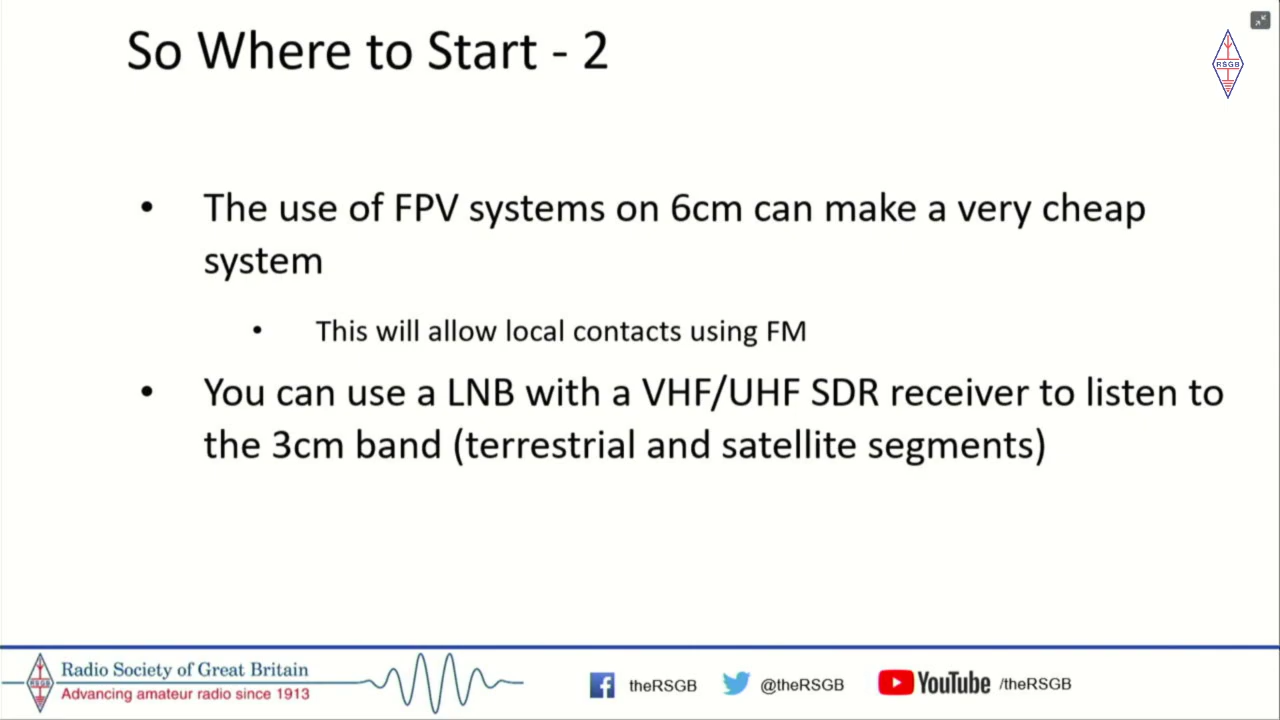 So Where to Start - 2
RSGB
• The use of FPV systems on 6cm can make a very cheap
system
• This will allow local contacts using FM
• You can use a LNB with a VHF/UHF SDR receiver to listen to
the 3cm band (terrestrial and satellite segments)
Radio Society of Great Britain
Advancing amateur radio since 1913
theRSGB
@theRSGB
YouTube /theRSGB